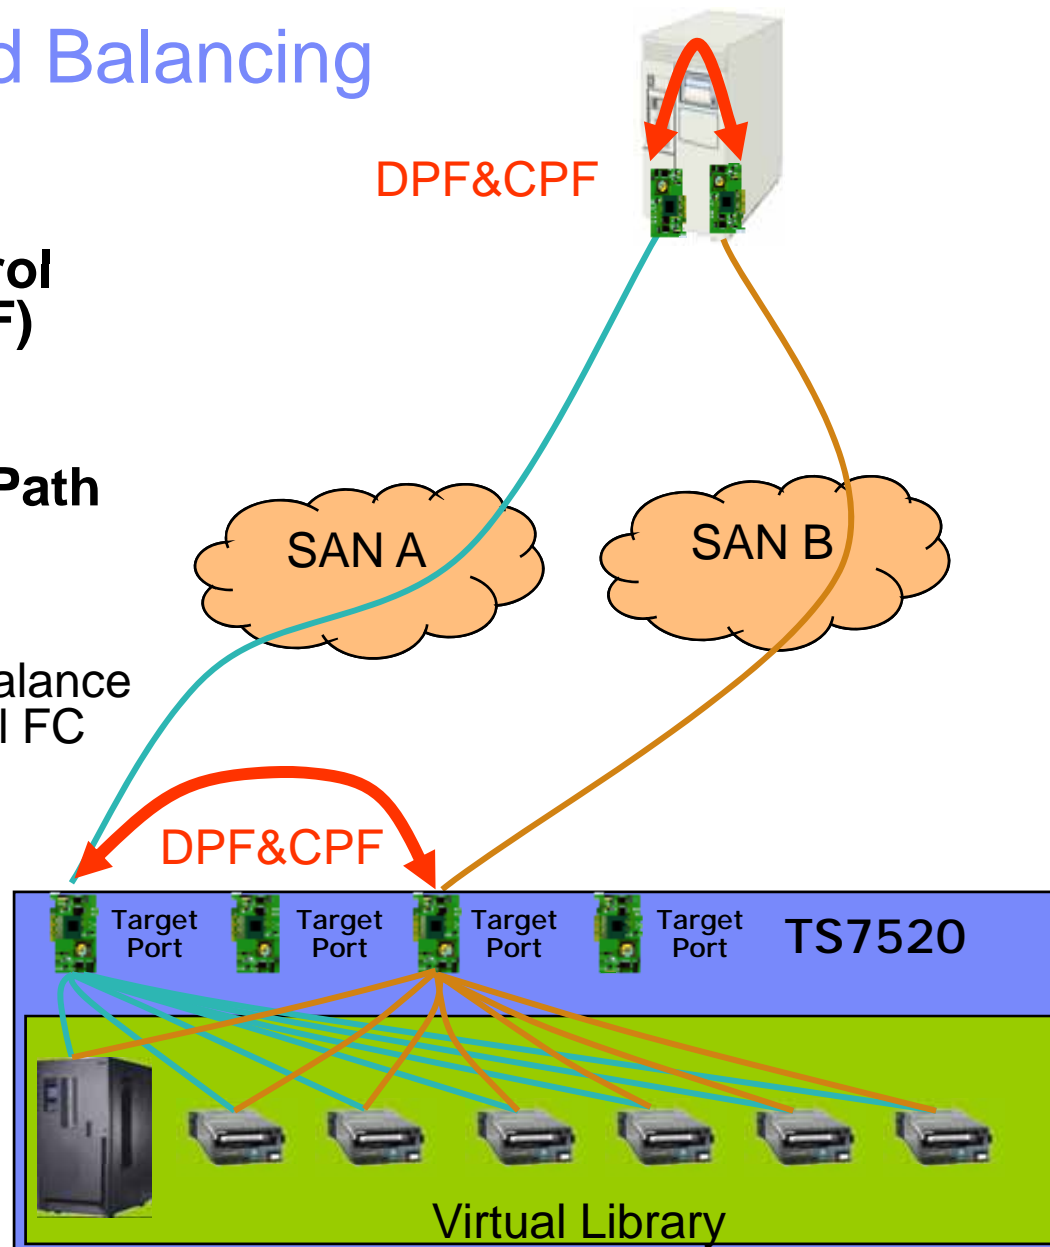 d Balancing
DPF&CPF
rol
F)
Path
SAN A
SAN B
alance
l FC
DPF&CPF
Target
Port
Target
Port
Target
Port
Target
Port
TS7520
Virtual Library